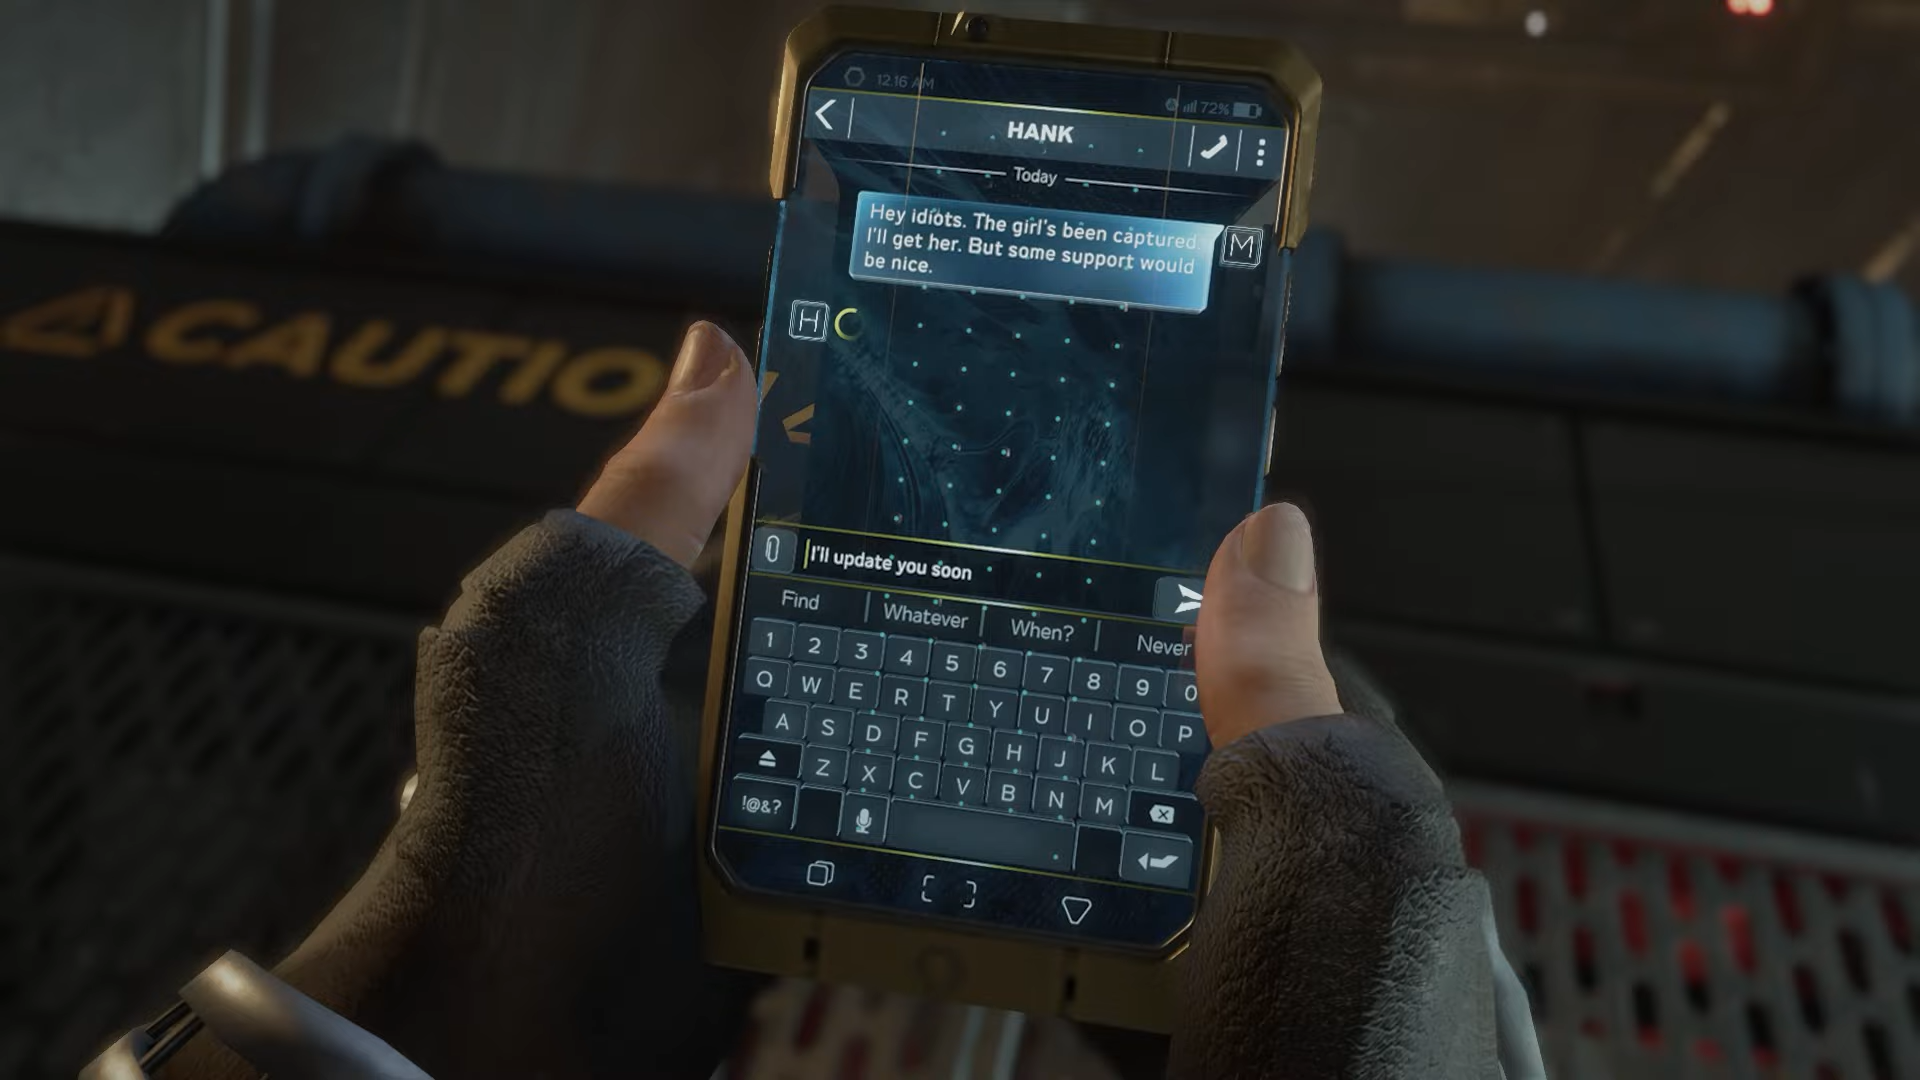 12:16 AM
72%
HANK
Today
Hey idiots. The girl's been captured.
I'll get her. But some support would
be nice.
M
H
CAUTIO
I'll update you soon
Find Whatever When? Never
1 2 3 4 5 6 7 8 9 0
Q W E R T Y U I O P
A S D F G H J K L
Z X C V B N M
!@&?